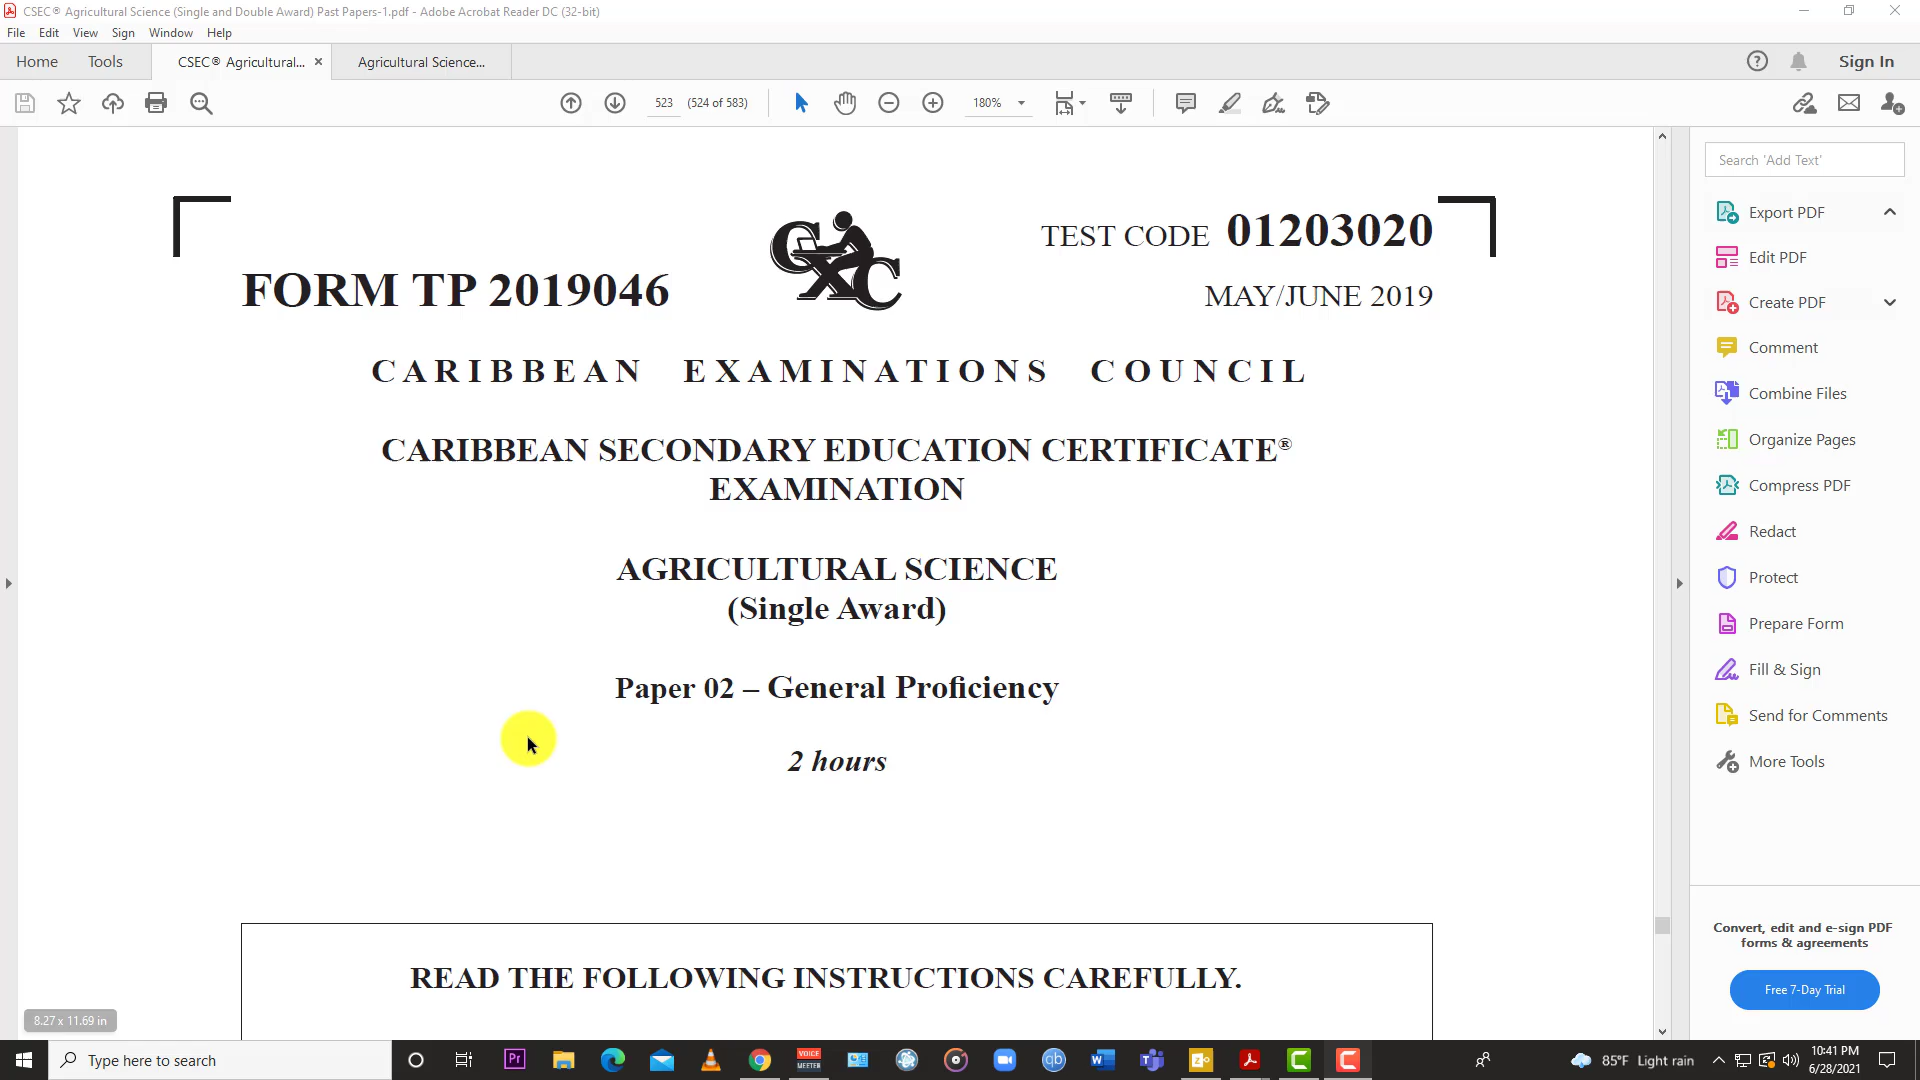 CSEC® Agricultural Science (Single and Double Award) Past Papers-1.pdf - Adobe Acrobat Reader DC (32-bit)
File Edit View Sign Window Help
Home Tools CSEC® Agricultural... × Agricultural Science... Sign In
523 (524 of 583) 180%
Search 'Add Text'
Export PDF
Edit PDF
Create PDF
Comment
Combine Files
Organize Pages
Compress PDF
Redact
Protect
Prepare Form
Fill & Sign
Send for Comments
More Tools
Convert, edit and e-sign PDF
forms & agreements
Free 7-Day Trial
CXC
TEST CODE 01203020
FORM TP 2019046
MAY/JUNE 2019
CARIBBEAN EXAMINATIONS COUNCIL
CARIBBEAN SECONDARY EDUCATION CERTIFICATE®
EXAMINATION
AGRICULTURAL SCIENCE
(Single Award)
Paper 02 – General Proficiency
2 hours
READ THE FOLLOWING INSTRUCTIONS CAREFULLY.
8.27 x 11.69 in
Type here to search
Pr
VOICE
MEETER
qb
85°F Light rain
10:41 PM
6/28/2021